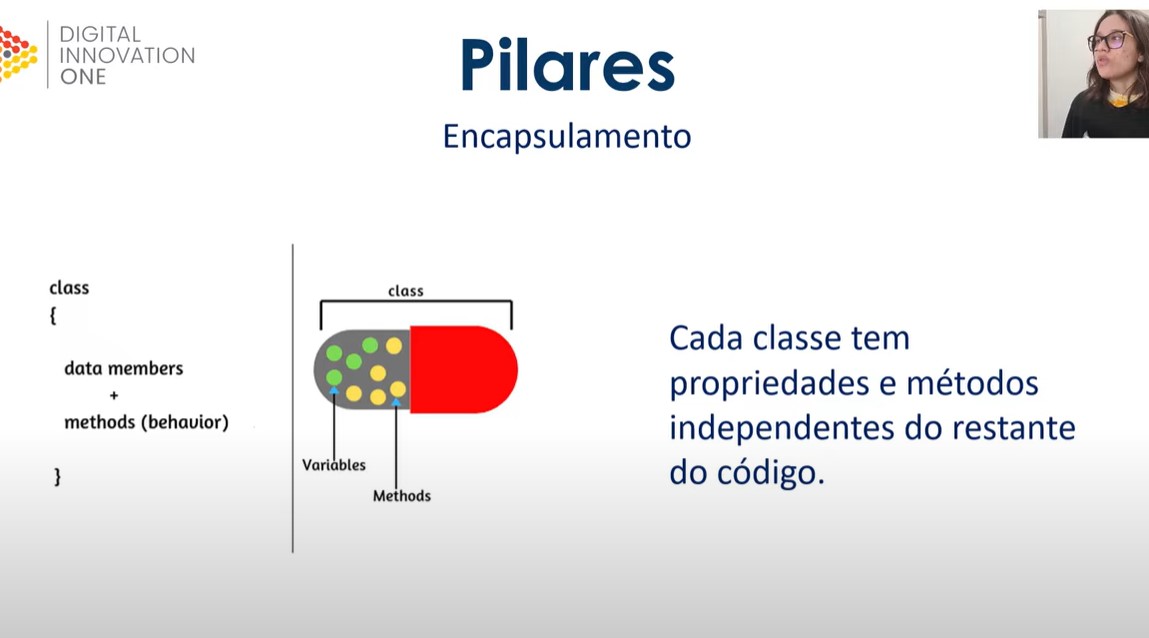 DIGITAL
INNOVATION
ONE
Pilares
Encapsulamento
class
{
data members
+
methods (behavior)
}
class
Variables
Methods
Cada classe tem
propriedades e métodos
independentes do restante
do código.